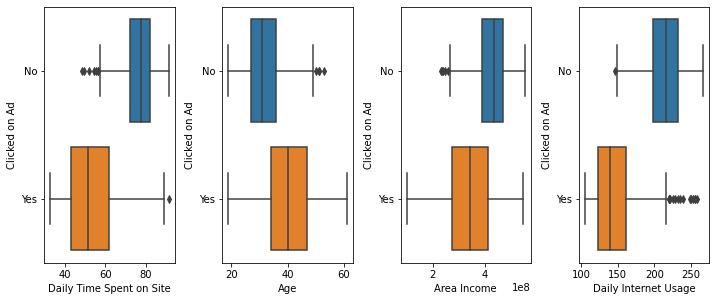 Clicked on Ad
No
Yes
40
60
80
Daily Time Spent on Site
Clicked on Ad
No
Yes
20
40
60
Age
Clicked on Ad
No
Yes
2
4
1e8
Area Income
Clicked on Ad
No
Yes
100
150
200
250
Daily Internet Usage